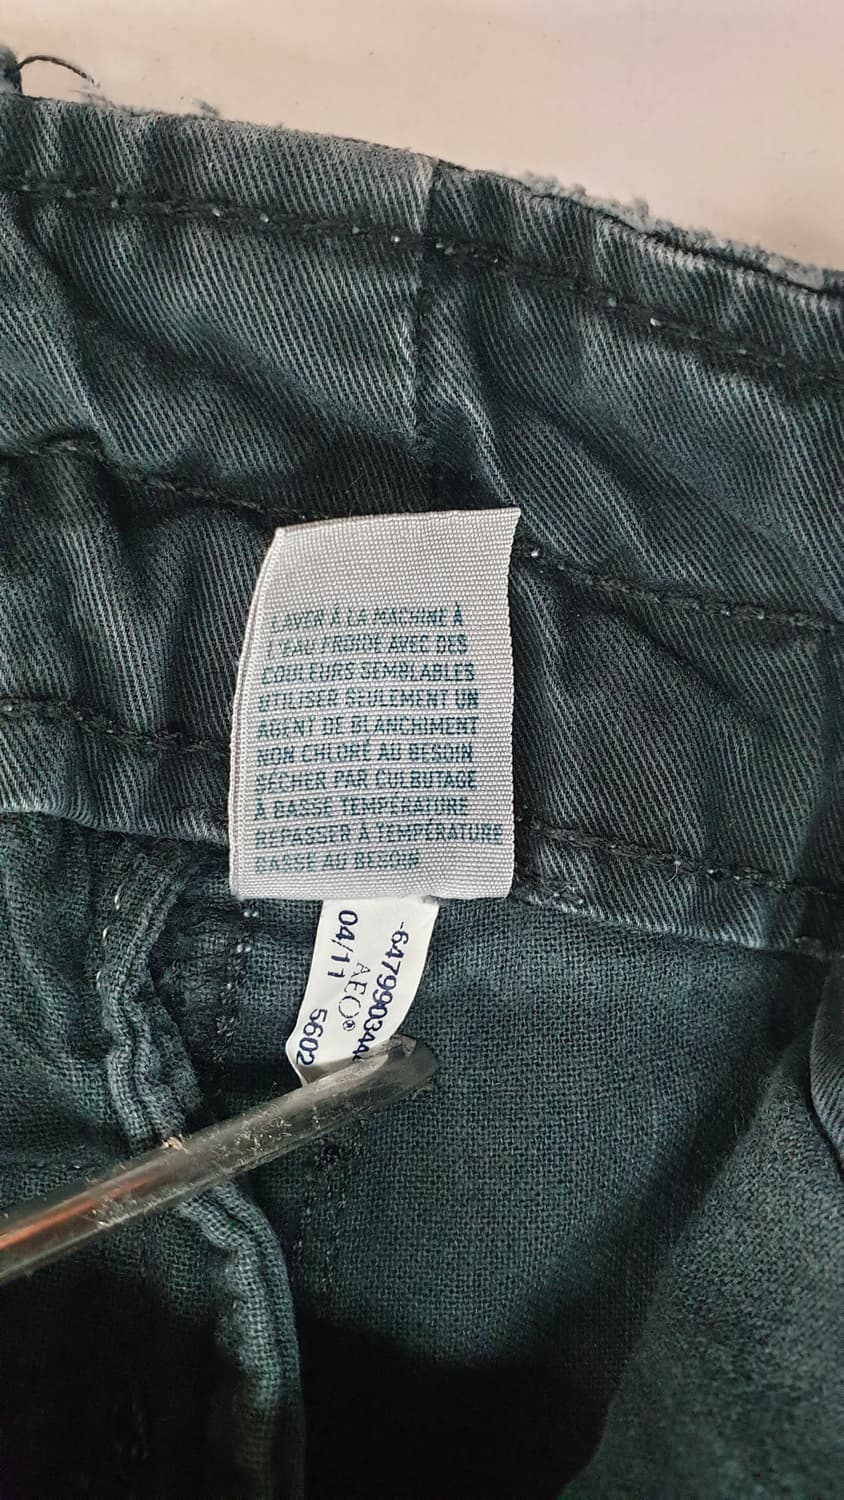 LAVER À LA MACHINE À
L'EAU FROIDE AVEC DES
COULEURS SEMBLABLES
UTILISER SEULEMENT UN
AGENT DE BLANCHIMENT
NON CHLORÉ AU BESOIN
SÉCHER PAR CULBUTAGE
À BASSE TEMPÉRATURE
REPASSER À TEMPÉRATURE
BASSE AU BESOIN
AEO®
04/11 5602